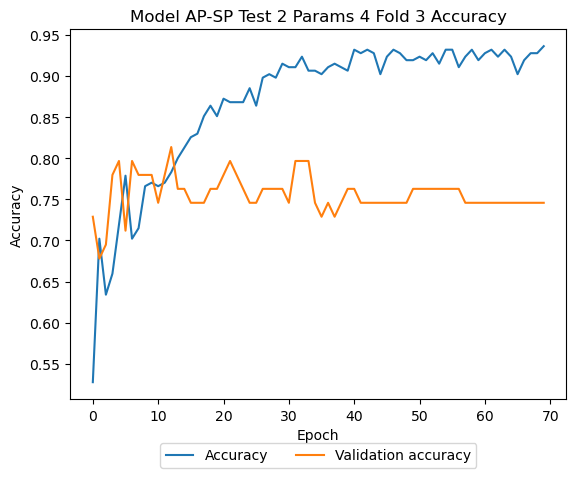 Model AP-SP Test 2 Params 4 Fold 3 Accuracy
0.95
0.90
0.85
0.80
0.75
0.70
0.65
0.60
0.55
Accuracy
0 10 20 30 40 50 60 70
Epoch
Accuracy Validation accuracy